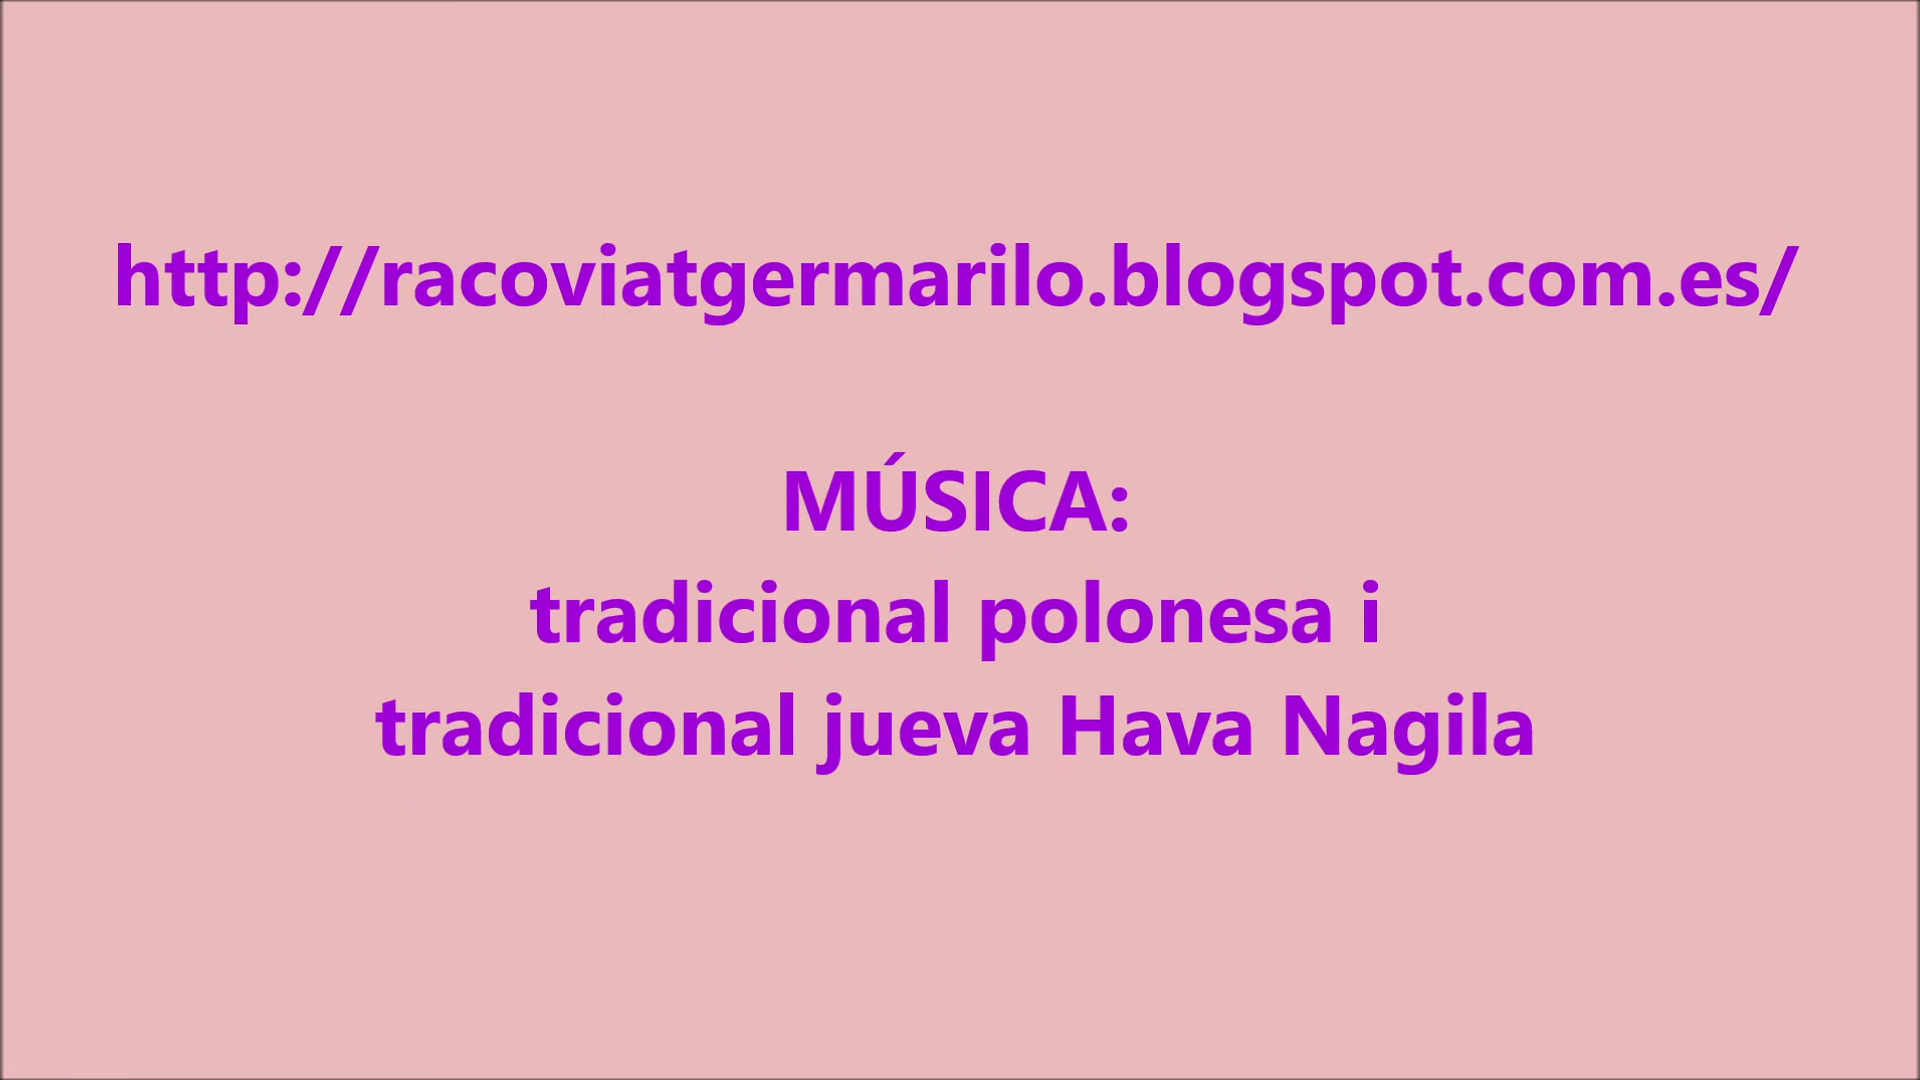 http://racoviatgermarilo.blogspot.com.es/
MÚSICA:
tradicional polonesa i
tradicional jueva Hava Nagila